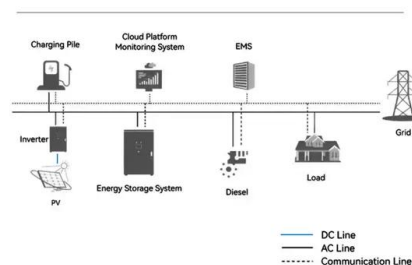 Charging Pile
Cloud Platform
Monitoring System
EMS
Grid
Inverter
PV
Energy Storage System
Diesel
Load
DC Line
AC Line
Communication Line